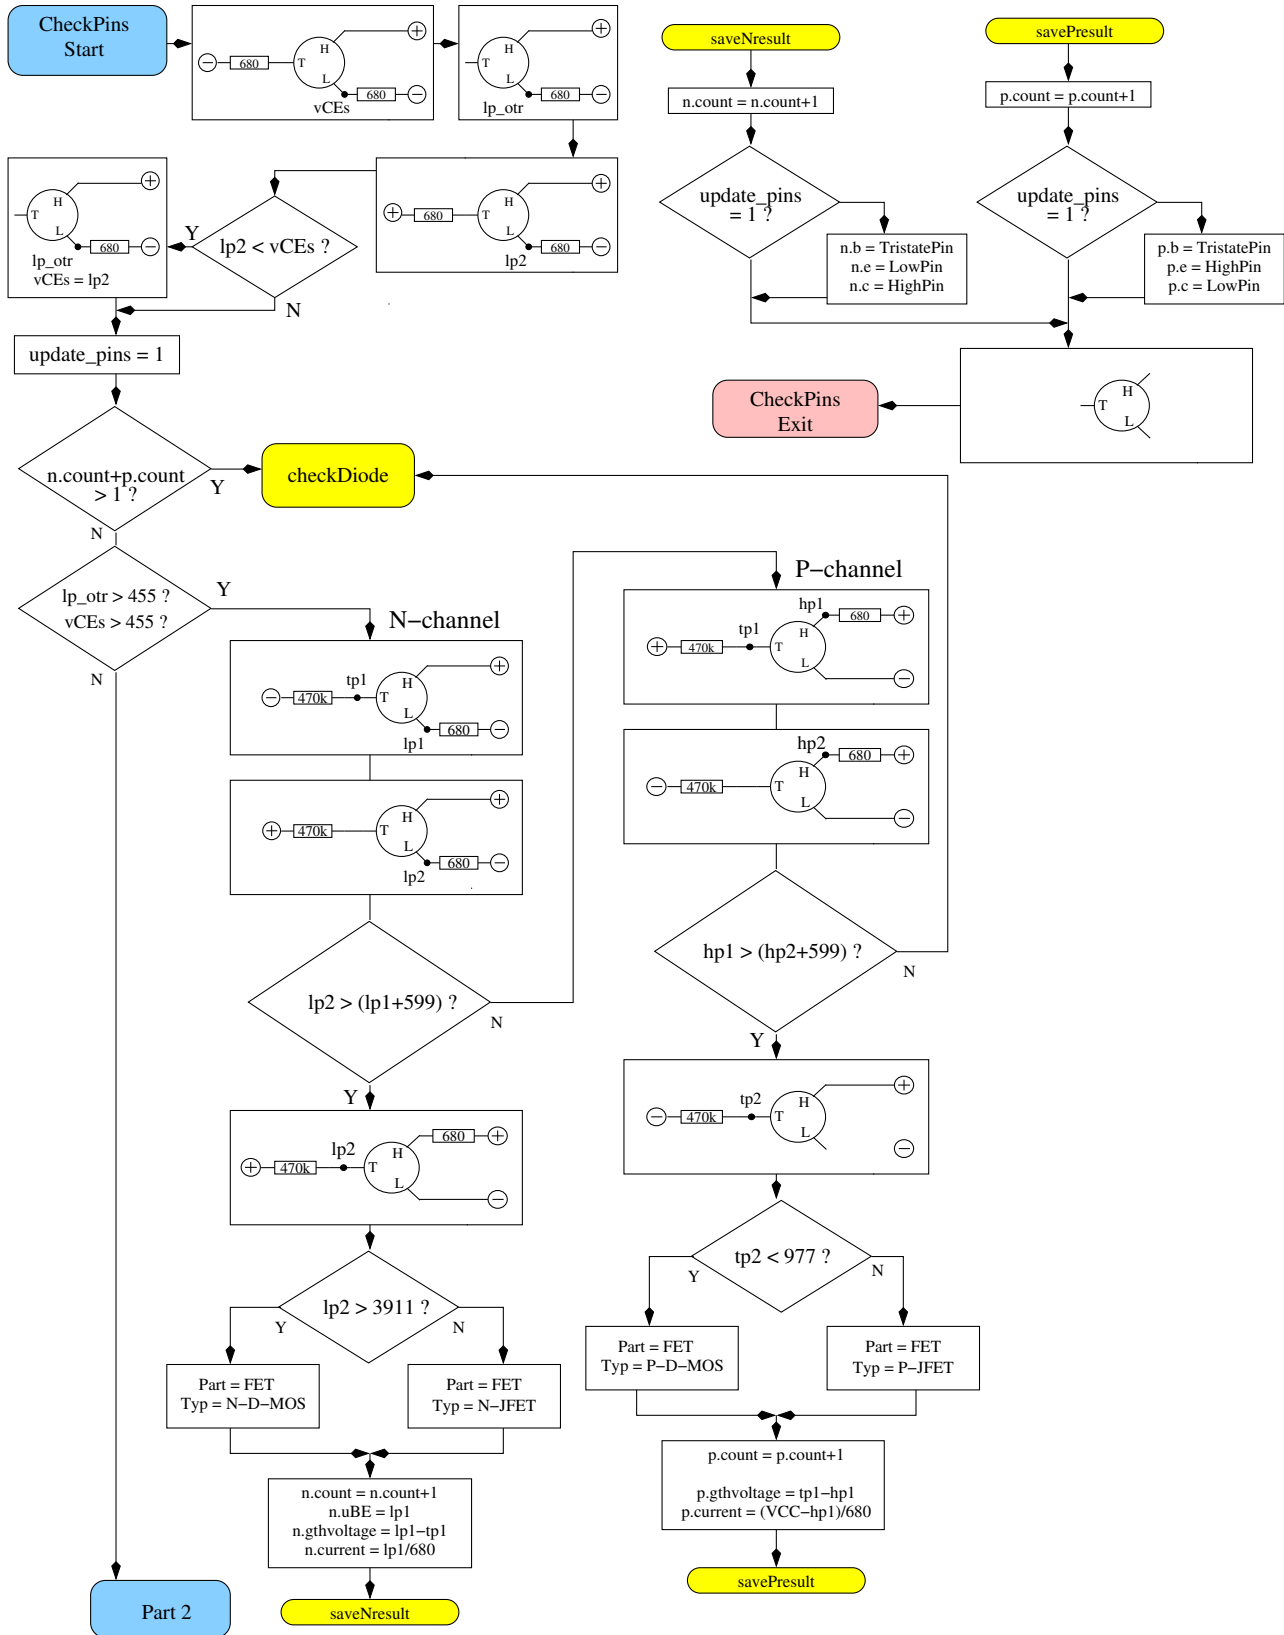 CheckPins
Start
H
T
L
680
680
vCEs
H
T
L
680
lp_otr
saveNresult
n.count = n.count+1
update_pins
= 1 ?
n.b = TristatePin
n.e = LowPin
n.c = HighPin
savePresult
p.count = p.count+1
update_pins
= 1 ?
p.b = TristatePin
p.e = HighPin
p.c = LowPin
H
T
L
680
lp2
680
lp2 < vCEs ?
Y
N
H
T
L
680
lp_otr
vCEs = lp2
update_pins = 1
H
T
L
CheckPins
Exit
n.count+p.count
> 1 ?
Y
N
checkDiode
lp_otr > 455 ?
vCEs > 455 ?
Y
N
N−channel
tp1
470k
H
T
L
680
lp1
470k
H
T
L
680
lp2
lp2 > (lp1+599) ?
N
Y
lp2
470k
680
H
T
L
lp2 > 3911 ?
Y
N
Part = FET
Typ = N−D−MOS
Part = FET
Typ = N−JFET
n.count = n.count+1
n.uBE = lp1
n.gthvoltage = lp1−tp1
n.current = lp1/680
saveNresult
Part 2
P−channel
hp1
680
tp1
470k
H
T
L
hp2
680
470k
H
T
L
hp1 > (hp2+599) ?
N
Y
tp2
470k
H
T
L
tp2 < 977 ?
Y
N
Part = FET
Typ = P−D−MOS
Part = FET
Typ = P−JFET
p.count = p.count+1
p.gthvoltage = tp1−hp1
p.current = (VCC−hp1)/680
savePresult